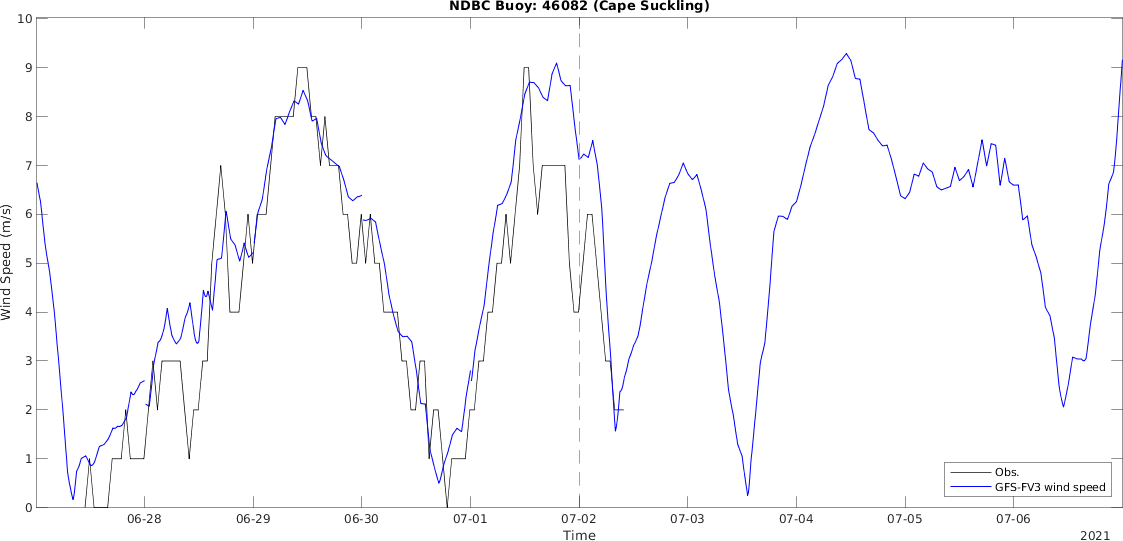 NDBC Buoy: 46082 (Cape Suckling)
10
9
8
7
6
5
4
3
2
1
0
Wind Speed (m/s)
Obs.
GFS-FV3 wind speed
06-28 06-29 06-30 07-01 07-02 07-03 07-04 07-05 07-06
Time
2021